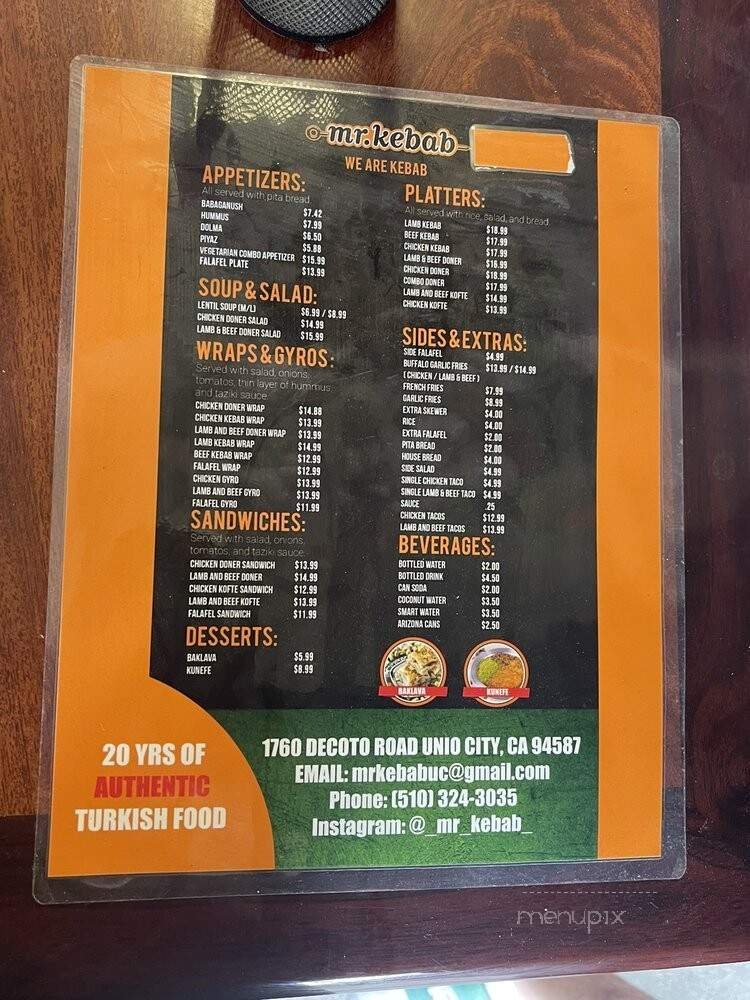 mr.kebab
WE ARE KEBAB
APPETIZERS:
All served with pita bread
BABAGANUSH $7.42
HUMMUS $7.99
DOLMA $6.50
PIYAZ $5.88
VEGETARIAN COMBO APPETIZER $15.99
FALAFEL PLATE $13.99
SOUP & SALAD:
LENTIL SOUP (M/L) $6.99 / $8.99
CHICKEN DONER SALAD $14.99
LAMB & BEEF DONER SALAD $15.99
WRAPS & GYROS:
Served with salad, onions,
tomatoes, thin layer of hummus
and taziki sauce
CHICKEN DONER WRAP $14.88
CHICKEN KEBAB WRAP $13.99
LAMB AND BEEF DONER WRAP $13.99
LAMB KEBAB WRAP $14.99
BEEF KEBAB WRAP $12.99
FALAFEL WRAP $12.99
CHICKEN GYRO $13.99
LAMB AND BEEF GYRO $13.99
FALAFEL GYRO $11.99
SANDWICHES:
Served with salad, onions,
tomatos, and taziki sauce
CHICKEN DONER SANDWICH $13.99
LAMB AND BEEF DONER $14.99
CHICKEN KOFTE SANDWICH $12.99
LAMB AND BEEF KOFTE $13.99
FALAFEL SANDWICH $11.99
DESSERTS:
BAKLAVA $5.99
KUNEFE $8.99
PLATTERS:
All served with rice, salad, and bread
LAMB KEBAB $18.99
BEEF KEBAB $17.99
CHICKEN KEBAB $17.99
LAMB & BEEF DONER $16.99
CHICKEN DONER $18.99
COMBO DONER $17.99
LAMB AND BEEF KOFTE $14.99
CHICKEN KOFTE $13.99
SIDES & EXTRAS:
SIDE FALAFEL $4.99
BUFFALO GARLIC FRIES $13.99 / $14.99
( CHICKEN / LAMB & BEEF )
FRENCH FRIES $7.99
GARLIC FRIES $8.99
EXTRA SKEWER $4.00
RICE $4.00
EXTRA FALAFEL $2.00
PITA BREAD $2.00
HOUSE BREAD $4.00
SIDE SALAD $4.99
SINGLE CHICKEN TACO $4.99
SINGLE LAMB & BEEF TACO $4.99
SAUCE .25
CHICKEN TACOS $12.99
LAMB AND BEEF TACOS $13.99
BEVERAGES:
BOTTLED WATER $2.00
BOTTLED DRINK $4.50
CAN SODA $2.00
COCONUT WATER $3.50
SMART WATER $3.50
ARIZONA CANS $2.50
BAKLAVA
KUNEFE
20 YRS OF
AUTHENTIC
TURKISH FOOD
1760 DECOTO ROAD UNIO CITY, CA 94587
EMAIL: mrkebabuc@gmail.com
Phone: (510) 324-3035
Instagram: @_mr_kebab_
menupix